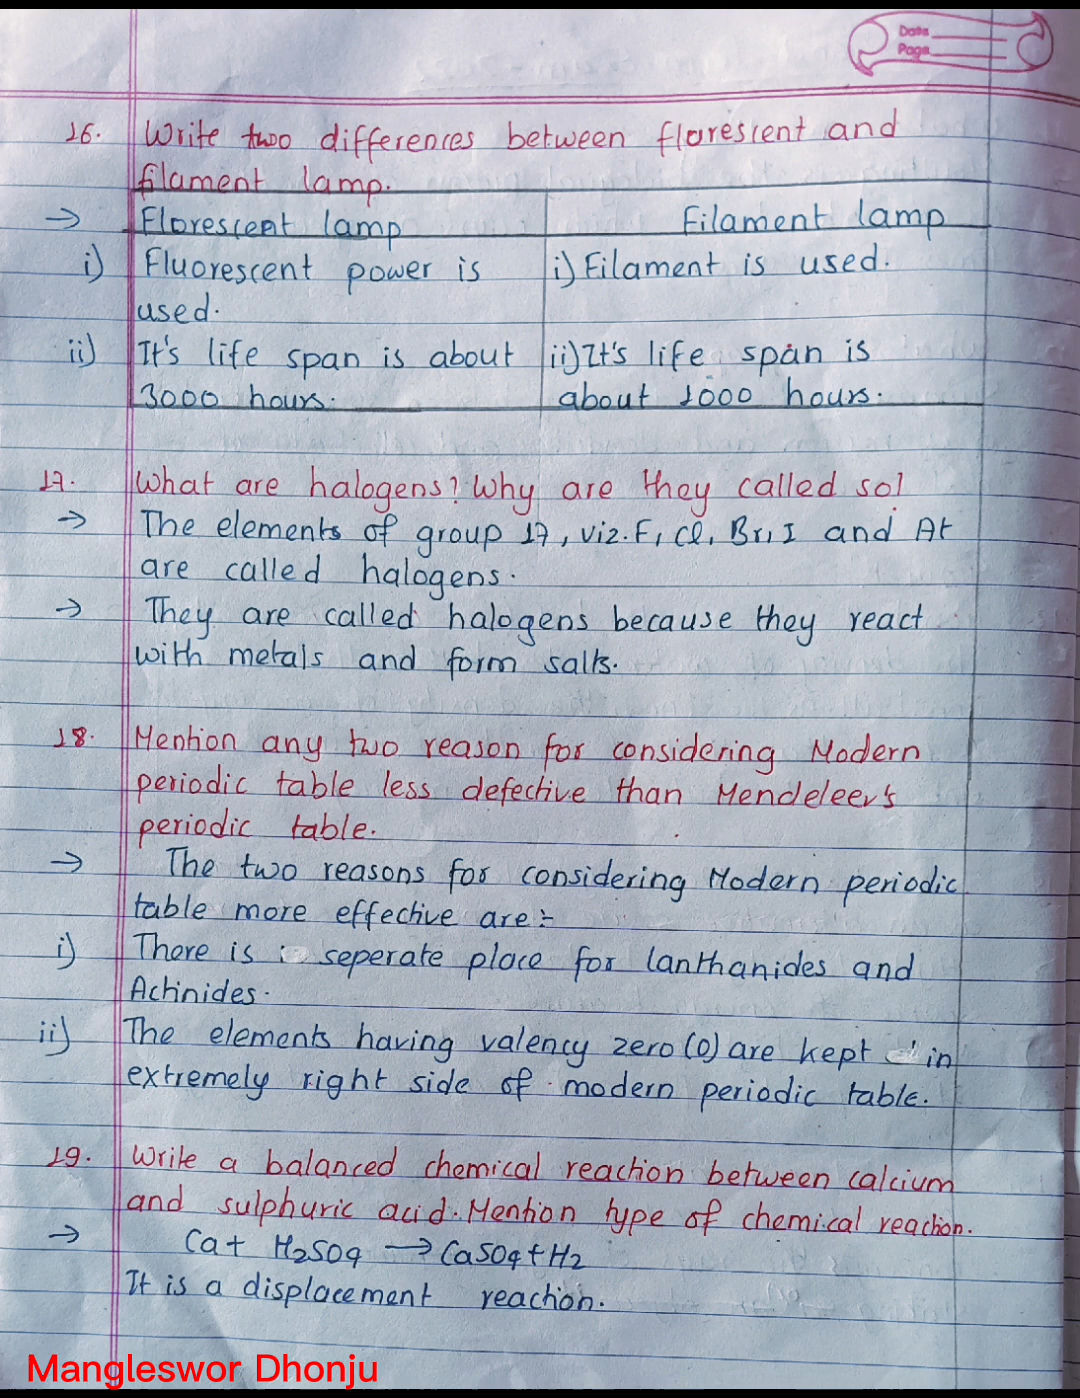 Date
Page
16. Write two differences between florescent and
filament lamp.
→ Florescent lamp Filament lamp
i) Fluorescent power is i) Filament is used.
used.
ii) It's life span is about ii) It's life span is
3000 hours. about 1000 hours.
17. What are halogens? Why are they called so?
→ The elements of group 17, viz. F, Cl, Br, I and At
are called halogens.
→ They are called halogens because they react
with metals and form salts.
18. Mention any two reason for considering Modern
periodic table less defective than Mendeleev's
periodic table.
→ The two reasons for considering Modern periodic
table more effective are:-
i) There is seperate place for lanthanides and
Actinides.
ii) The elements having valency zero (0) are kept in
extremely right side of modern periodic table.
19. Write a balanced chemical reaction between calcium
and sulphuric acid. Mention type of chemical reaction.
→ Ca + H2SO4 → CaSO4 + H2
It is a displacement reaction.
Mangleswor Dhonju